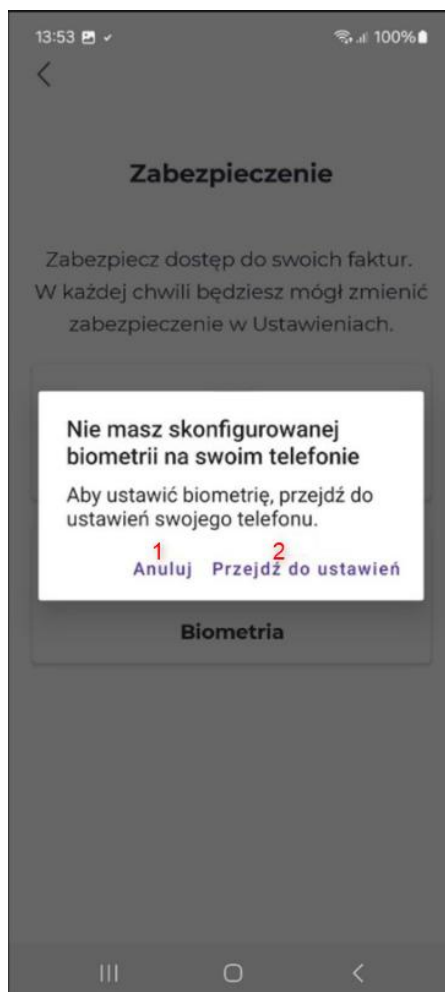 13:53 100%
Zabezpieczenie
Zabezpiecz dostęp do swoich faktur.
W każdej chwili będziesz mógł zmienić
zabezpieczenie w Ustawieniach.
Nie masz skonfigurowanej
biometrii na swoim telefonie
Aby ustawić biometrię, przejdź do
ustawień swojego telefonu.
1 2
Anuluj Przejdź do ustawień
Biometria